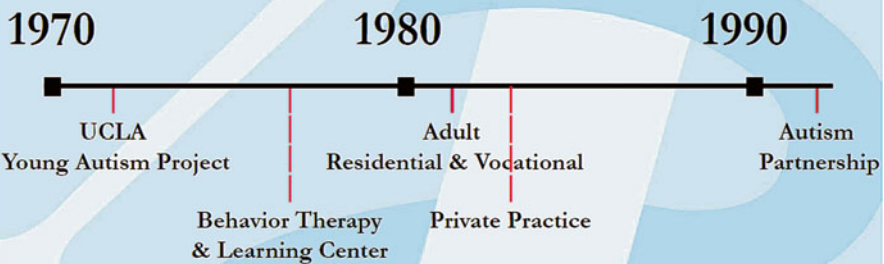 1970 1980 1990
UCLA
Young Autism Project
Adult
Residential & Vocational
Autism
Partnership
Behavior Therapy
& Learning Center
Private Practice